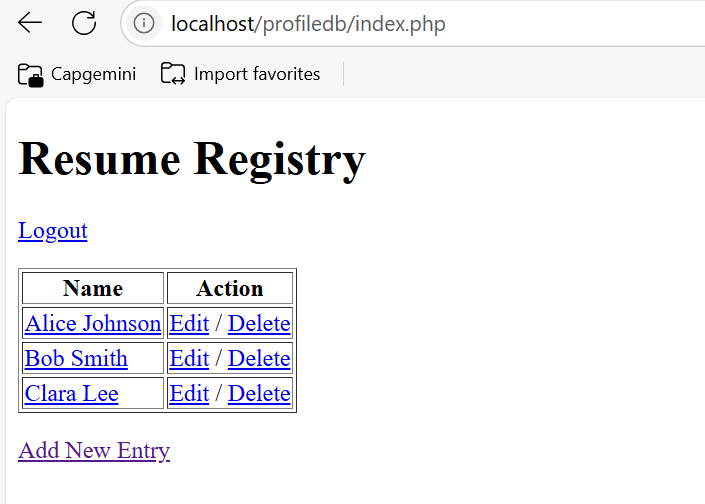 localhost/profiledb/index.php
Capgemini Import favorites
Resume Registry
Logout
Name Action
Alice Johnson Edit / Delete
Bob Smith Edit / Delete
Clara Lee Edit / Delete
Add New Entry